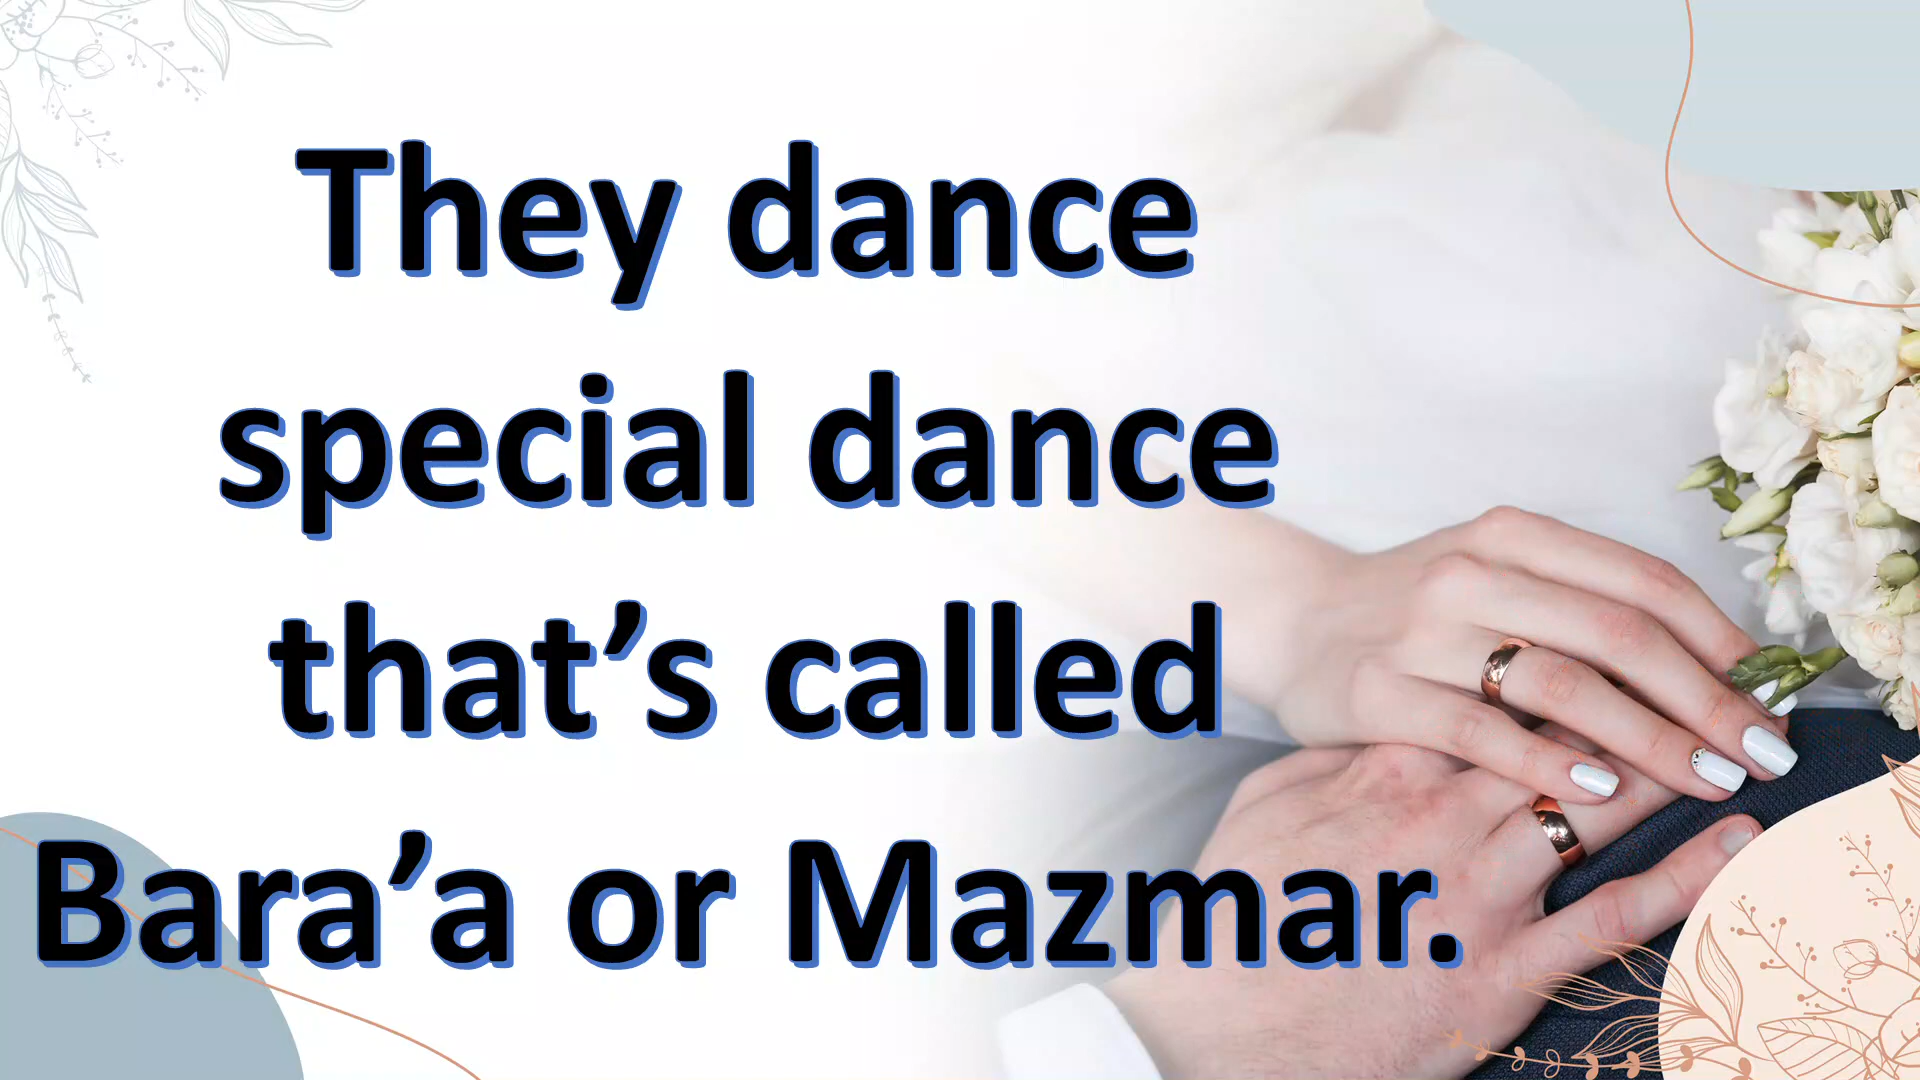 They dance
special dance
that’s called
Bara’a or Mazmar.